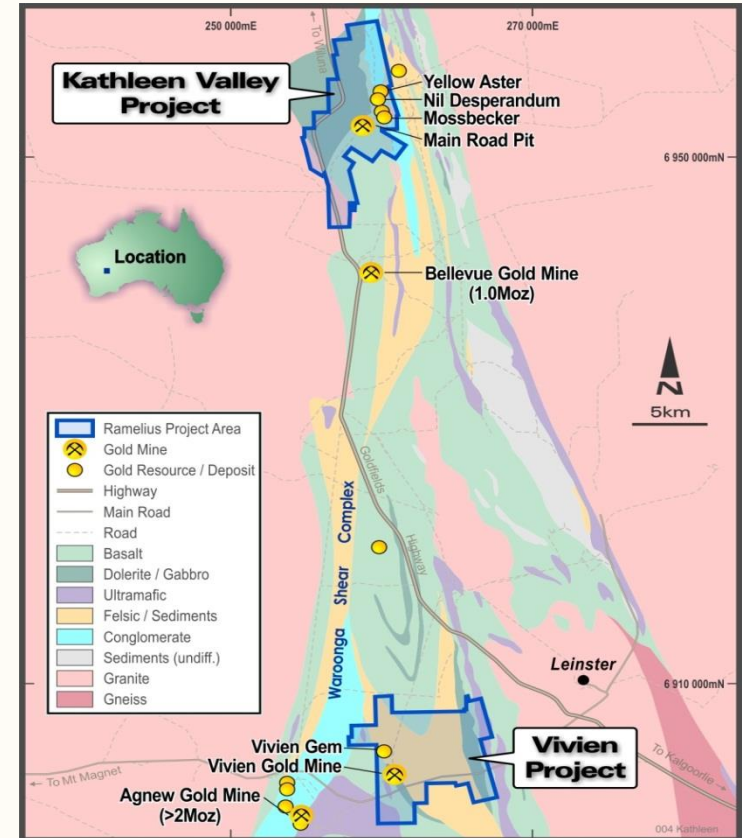 250 000mE
270 000mE
To Wiluna
Kathleen Valley
Project
Yellow Aster
Nil Desperandum
Mossbecker
Main Road Pit
6 950 000mN
Location
Bellevue Gold Mine
(1.0Moz)
N
5km
Ramelius Project Area
Gold Mine
Gold Resource / Deposit
Highway
Main Road
Road
Basalt
Dolerite / Gabbro
Ultramafic
Felsic / Sediments
Conglomerate
Sediments (undiff.)
Granite
Gneiss
Goldfields
Highway
Waroonga Shear Complex
Leinster
6 910 000mN
Vivien Gem
Vivien Gold Mine
Vivien
Project
To Mt Magnet
Agnew Gold Mine
(>2Moz)
To Kalgoorlie
004 Kathleen